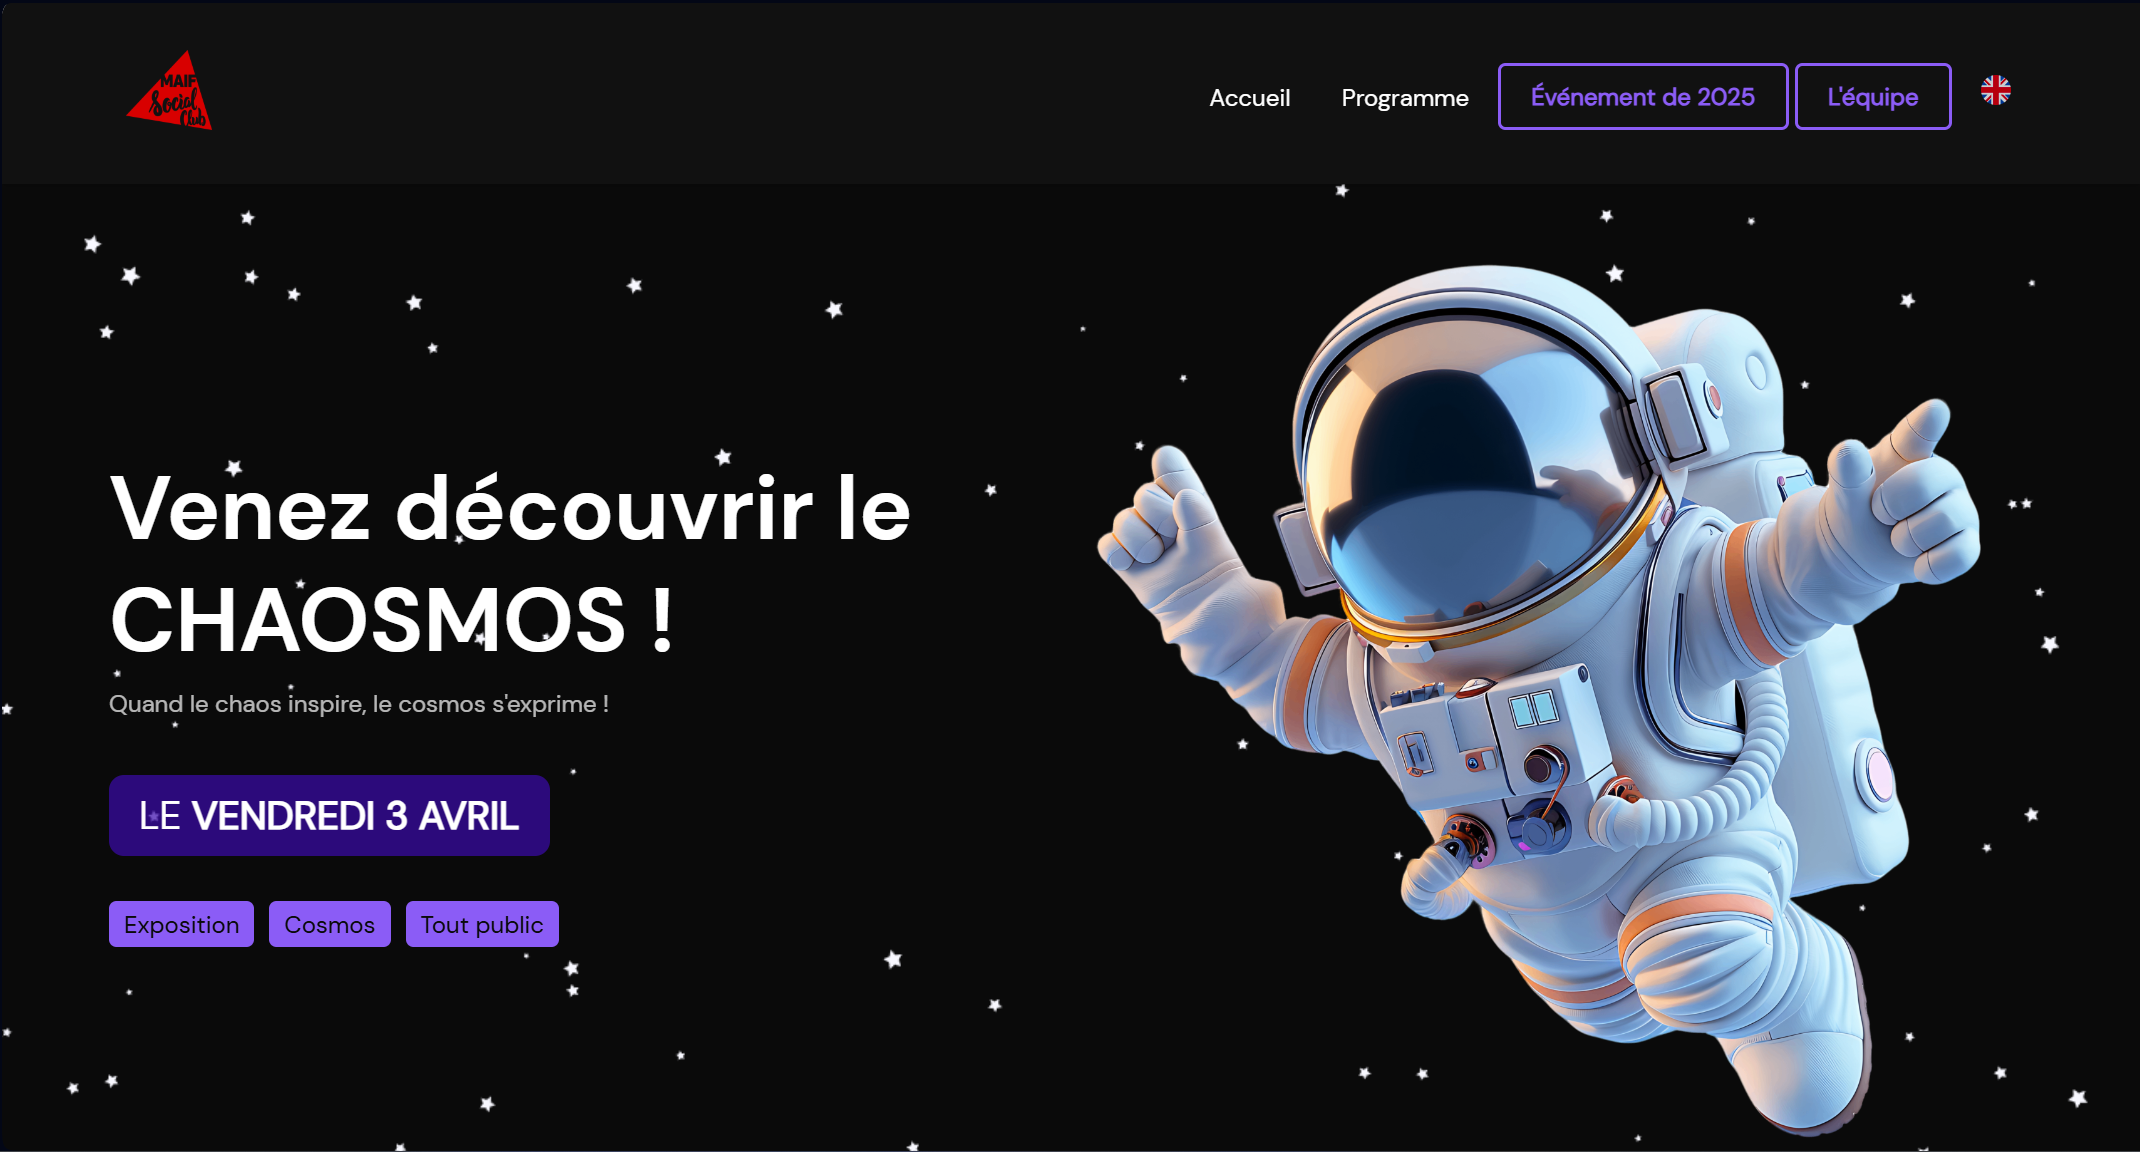 MAIF
Social
Club
Accueil
Programme
Événement de 2025
L'équipe
Venez découvrir le
CHAOSMOS !
Quand le chaos inspire, le cosmos s'exprime !
LE VENDREDI 3 AVRIL
Exposition
Cosmos
Tout public